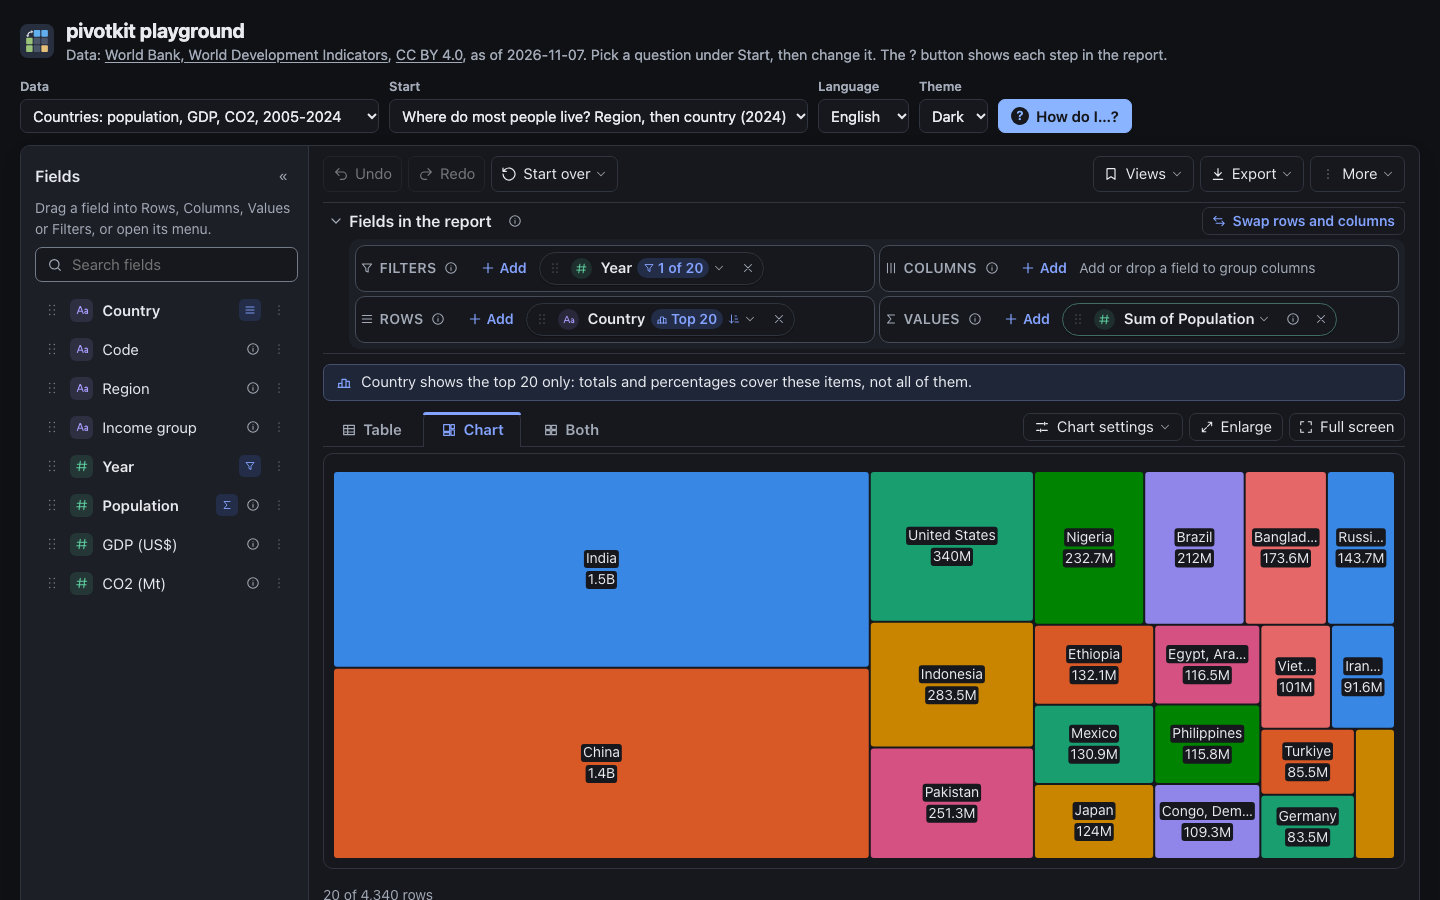 pivotkit playground
Data: World Bank, World Development Indicators, CC BY 4.0, as of 2026-11-07. Pick a question under Start, then change it. The ? button shows each step in the report.
Data
Start
Language
Theme
Countries: population, GDP, CO2, 2005-2024
Where do most people live? Region, then country (2024)
English
Dark
? How do I...?
Fields
«
Drag a field into Rows, Columns, Values
or Filters, or open its menu.
Search fields
Aa Country
Aa Code
Aa Region
Aa Income group
# Year
# Population Σ
# GDP (US$)
# CO2 (Mt)
Undo
Redo
Start over
Views
Export
More
Fields in the report
Swap rows and columns
FILTERS
+ Add
# Year 1 of 20
COLUMNS
+ Add
Add or drop a field to group columns
ROWS
+ Add
Aa Country Top 20
Σ VALUES
+ Add
# Sum of Population
Country shows the top 20 only: totals and percentages cover these items, not all of them.
Table
Chart
Both
Chart settings
Enlarge
Full screen
India
1.5B
China
1.4B
United States
340M
Indonesia
283.5M
Pakistan
251.3M
Nigeria
232.7M
Brazil
212M
Banglad...
173.6M
Russi...
143.7M
Ethiopia
132.1M
Mexico
130.9M
Japan
124M
Egypt, Ara...
116.5M
Philippines
115.8M
Congo, Dem...
109.3M
Viet...
101M
Iran...
91.6M
Turkiye
85.5M
Germany
83.5M
20 of 4,340 rows